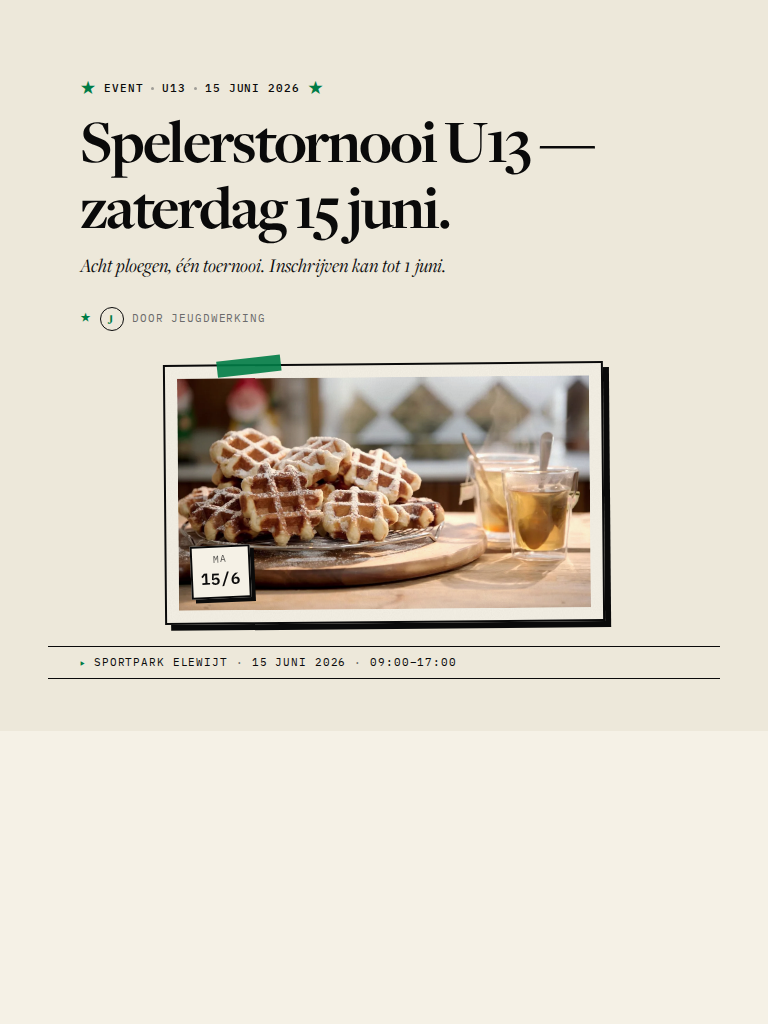 ★ EVENT • U13 • 15 JUNI 2026 ★
Spelerstornooi U13 —
zaterdag 15 juni.
Acht ploegen, één toernooi. Inschrijven kan tot 1 juni.
★ J DOOR JEUGDWERKING
MA
15/6
▸ SPORTPARK ELEWIJT · 15 JUNI 2026 · 09:00–17:00